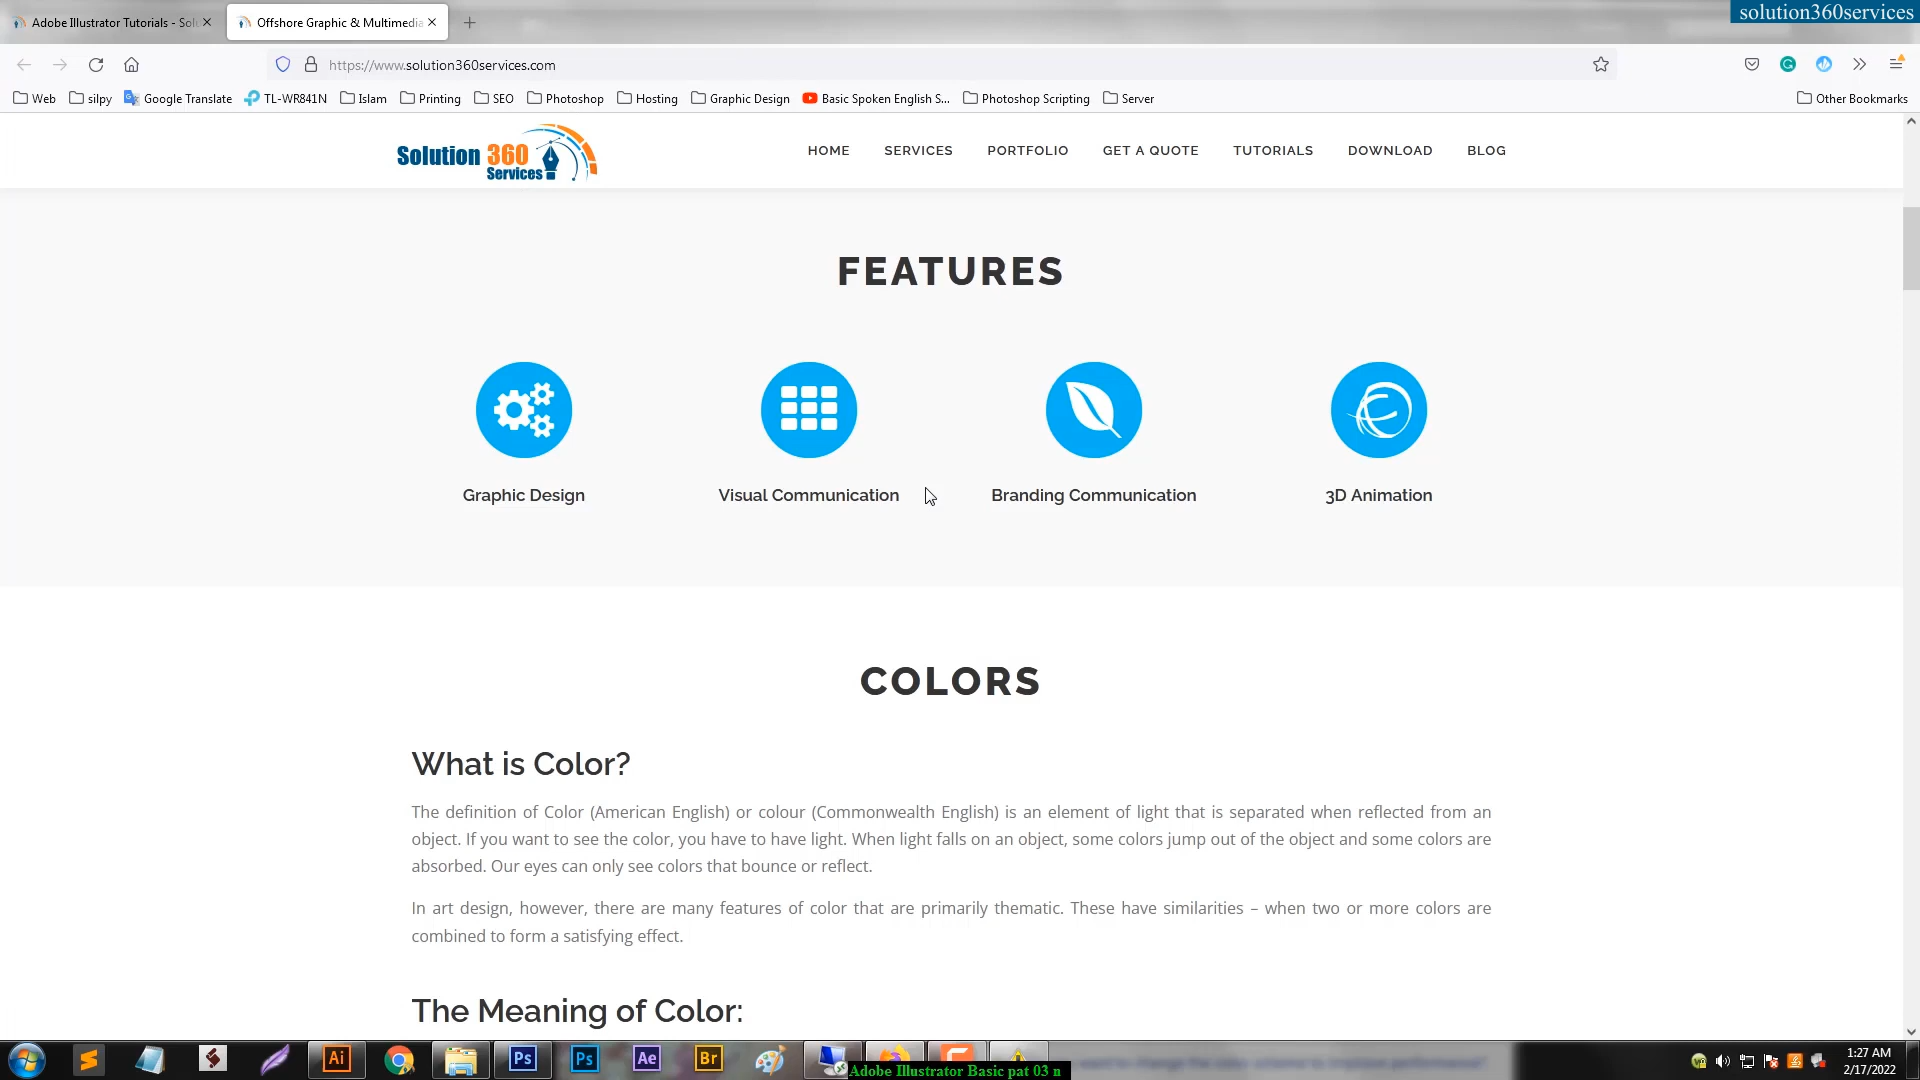 solution360services
Adobe Illustrator Tutorials - Solu
Offshore Graphic & Multimedia
https://www.solution360services.com
Web
silpy
Google Translate
TL-WR841N
Islam
Printing
SEO
Photoshop
Hosting
Graphic Design
Basic Spoken English S...
Photoshop Scripting
Server
Other Bookmarks
Solution 360
Services
HOME
SERVICES
PORTFOLIO
GET A QUOTE
TUTORIALS
DOWNLOAD
BLOG
FEATURES
Graphic Design
Visual Communication
Branding Communication
3D Animation
COLORS
What is Color?
The definition of Color (American English) or colour (Commonwealth English) is an element of light that is separated when reflected from an
object. If you want to see the color, you have to have light. When light falls on an object, some colors jump out of the object and some colors are
absorbed. Our eyes can only see colors that bounce or reflect.
In art design, however, there are many features of color that are primarily thematic. These have similarities – when two or more colors are
combined to form a satisfying effect.
The Meaning of Color:
Ai
Ps
Ps
Ae
Br
Adobe Illustrator Basic pat 03 n
1:27 AM
2/17/2022